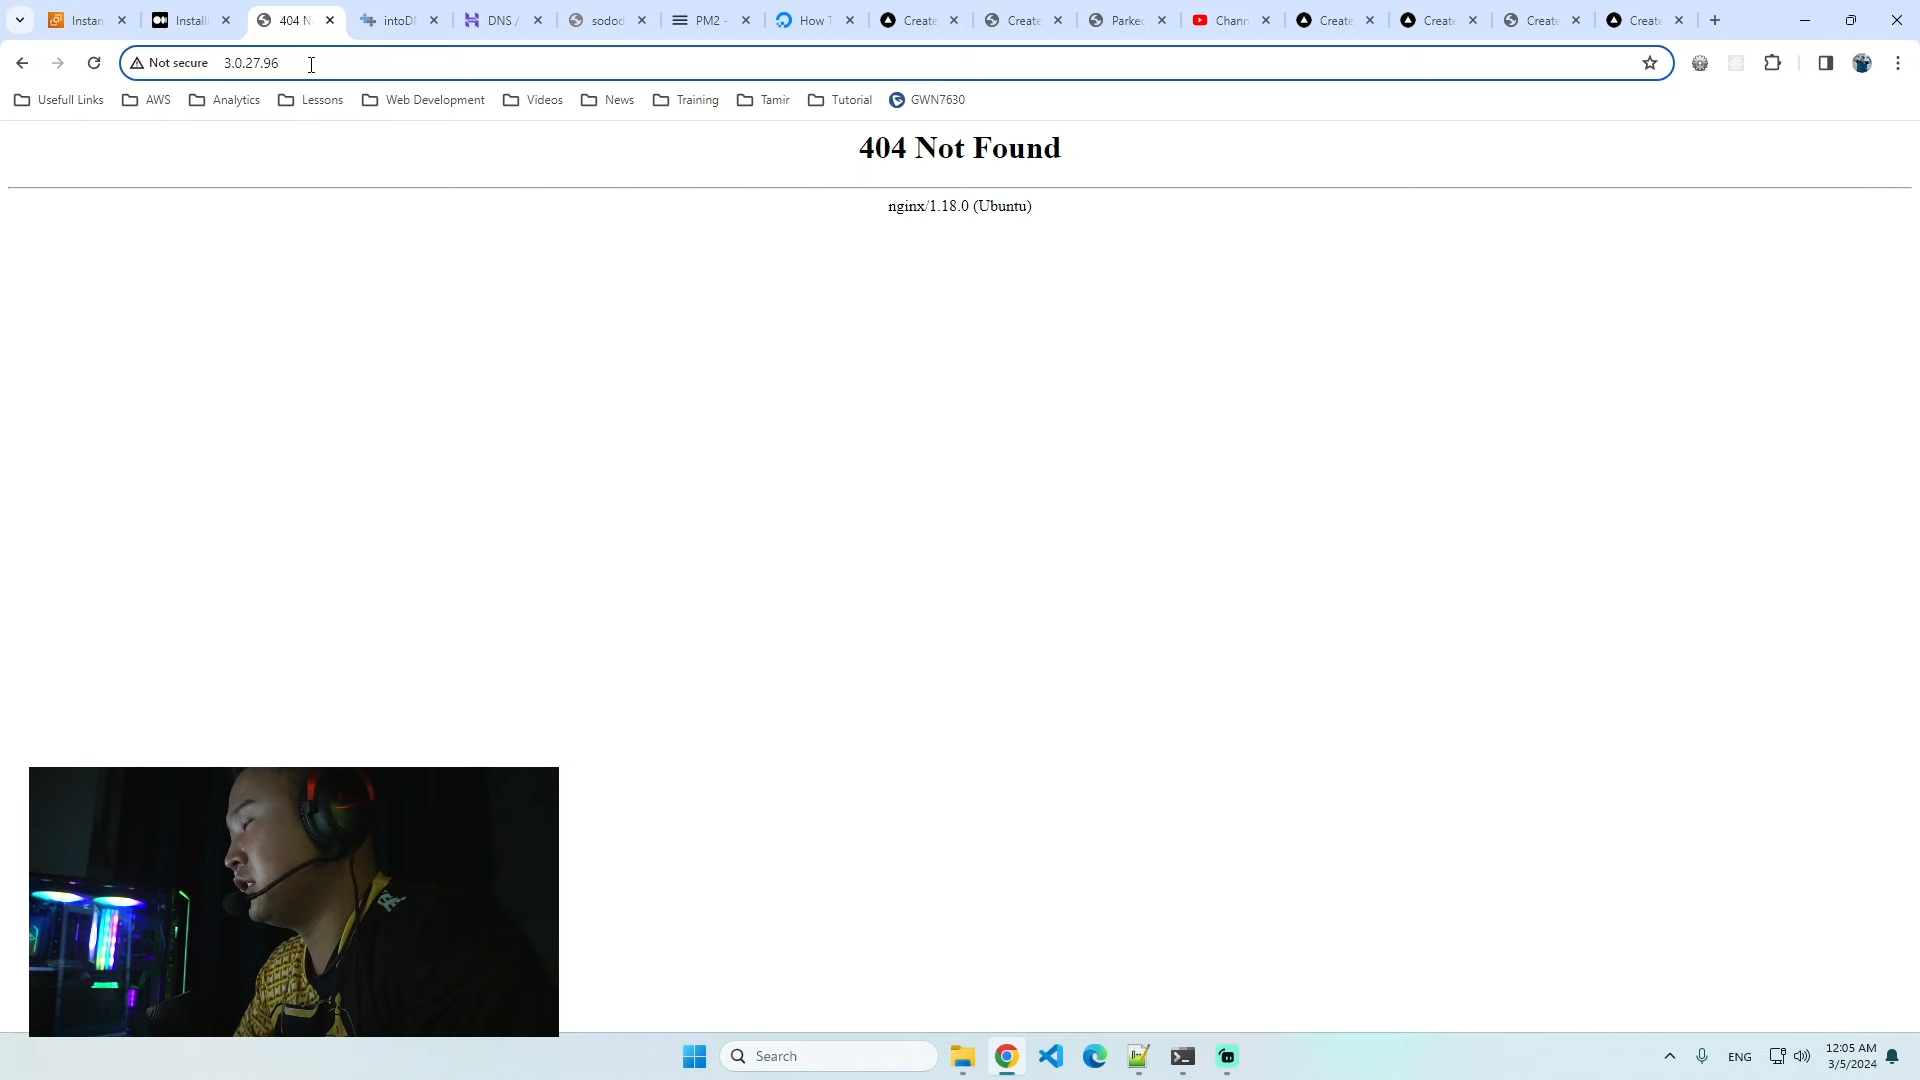 Instan
Install
404 N
intoD
DNS /
sodod
PM2 -
How T
Create
Create
Parked
Chann
Create
Create
Create
Create
Not secure
3.0.27.96
Usefull Links
AWS
Analytics
Lessons
Web Development
Videos
News
Training
Tamir
Tutorial
GWN7630
404 Not Found
nginx/1.18.0 (Ubuntu)
Search
ENG
12:05 AM
3/5/2024